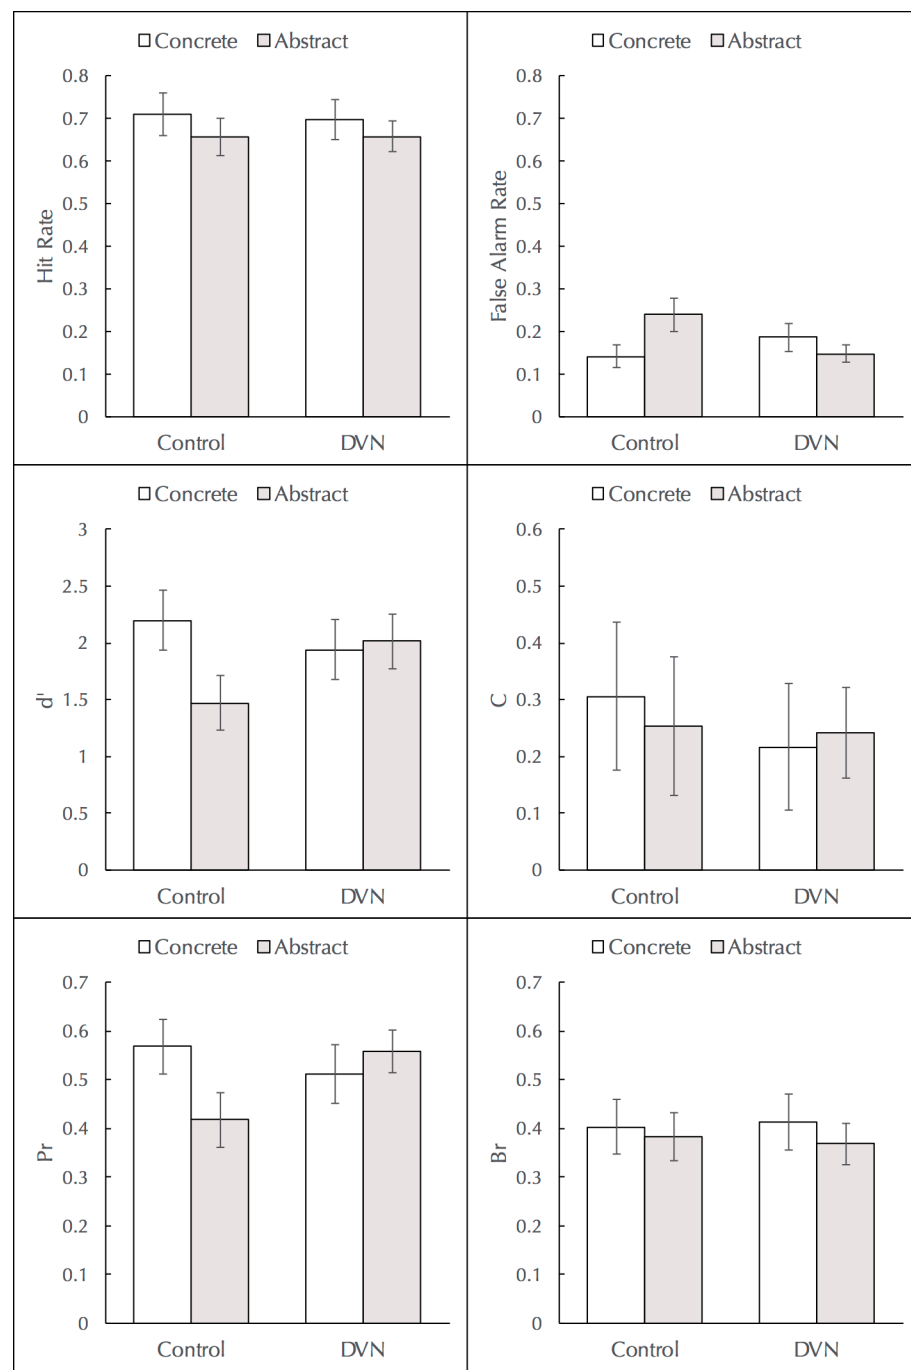 Concrete Abstract
0.8
0.7
0.6
0.5
0.4
0.3
0.2
0.1
0
Hit Rate
Control DVN
Concrete Abstract
0.8
0.7
0.6
0.5
0.4
0.3
0.2
0.1
0
False Alarm Rate
Control DVN
Concrete Abstract
3
2.5
2
1.5
1
0.5
0
d'
Control DVN
Concrete Abstract
0.6
0.5
0.4
0.3
0.2
0.1
0
C
Control DVN
Concrete Abstract
0.7
0.6
0.5
0.4
0.3
0.2
0.1
0
Pr
Control DVN
Concrete Abstract
0.7
0.6
0.5
0.4
0.3
0.2
0.1
0
Br
Control DVN